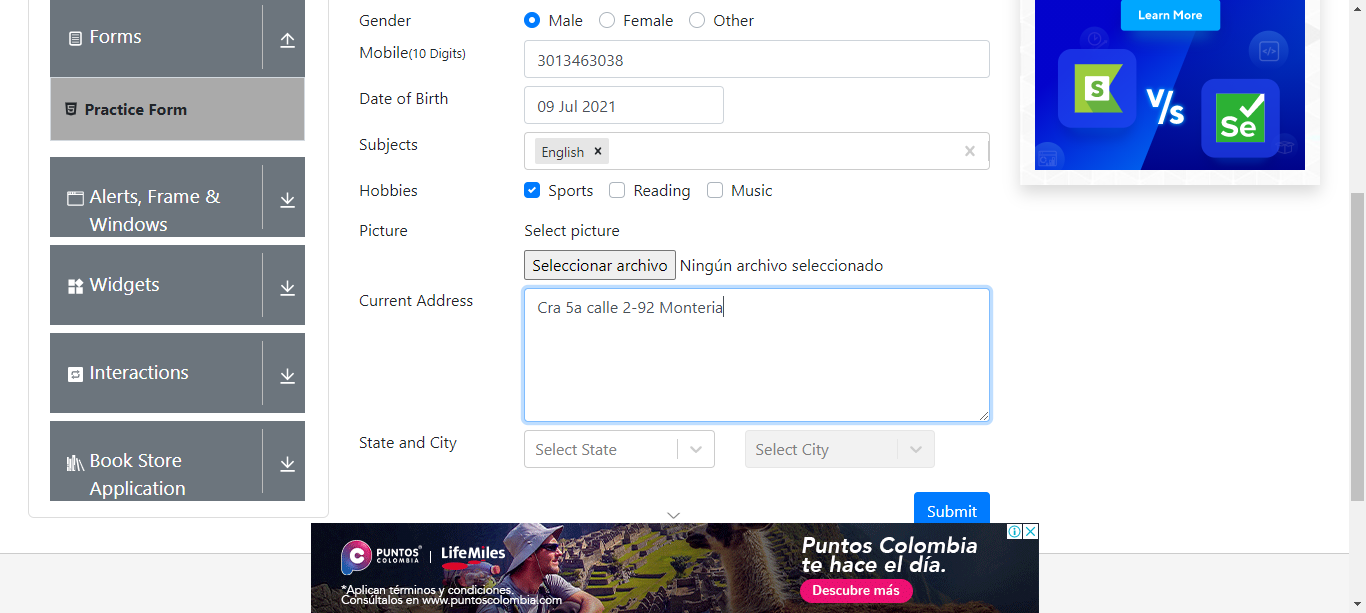 Forms
Practice Form
Alerts, Frame &
Windows
Widgets
Interactions
Book Store
Application
Gender
Male Female Other
Mobile(10 Digits)
3013463038
Date of Birth
09 Jul 2021
Subjects
English ×
Hobbies
Sports Reading Music
Picture
Select picture
Seleccionar archivo Ningún archivo seleccionado
Current Address
Cra 5a calle 2-92 Monteria
State and City
Select State
Select City
Submit
Learn More
S
V/s
Se
PUNTOS
COLOMBIA
LifeMiles
*Aplican términos y condiciones.
Consúltalos en www.puntoscolombia.com
Puntos Colombia
te hace el día.
Descubre más